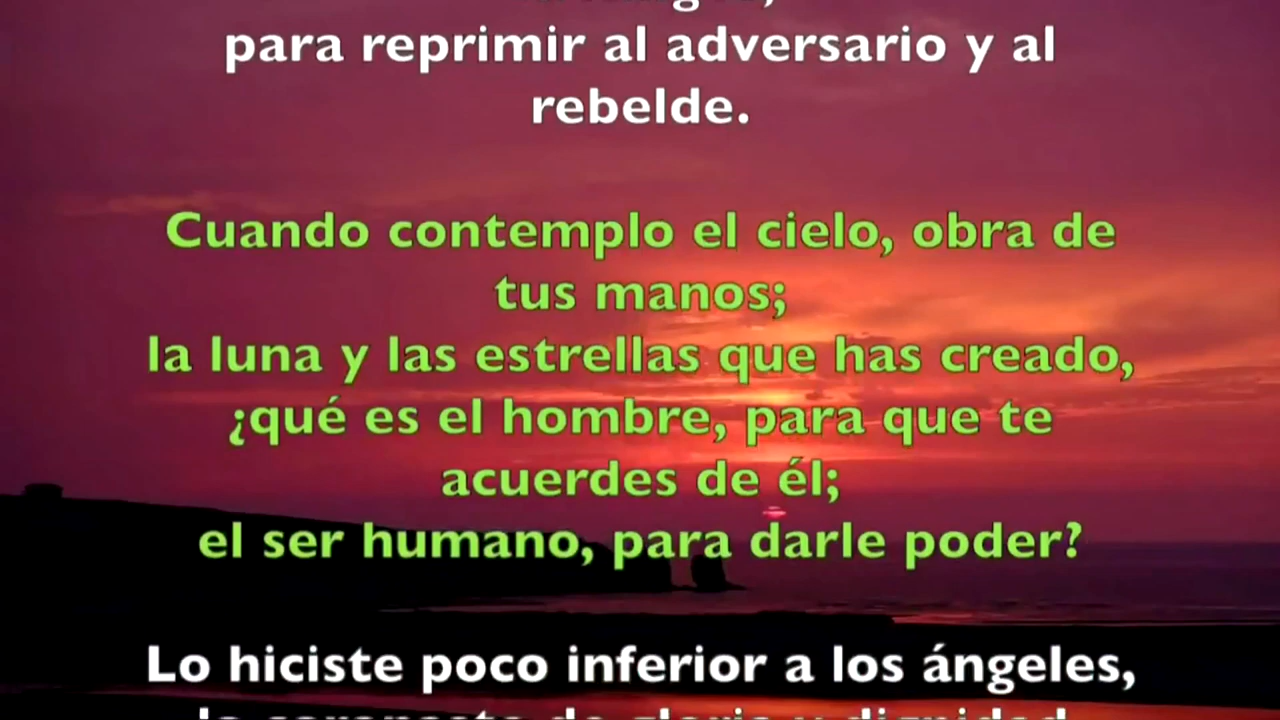 para reprimir al adversario y al
rebelde.
Cuando contemplo el cielo, obra de
tus manos;
la luna y las estrellas que has creado,
¿qué es el hombre, para que te
acuerdes de él;
el ser humano, para darle poder?
Lo hiciste poco inferior a los ángeles,